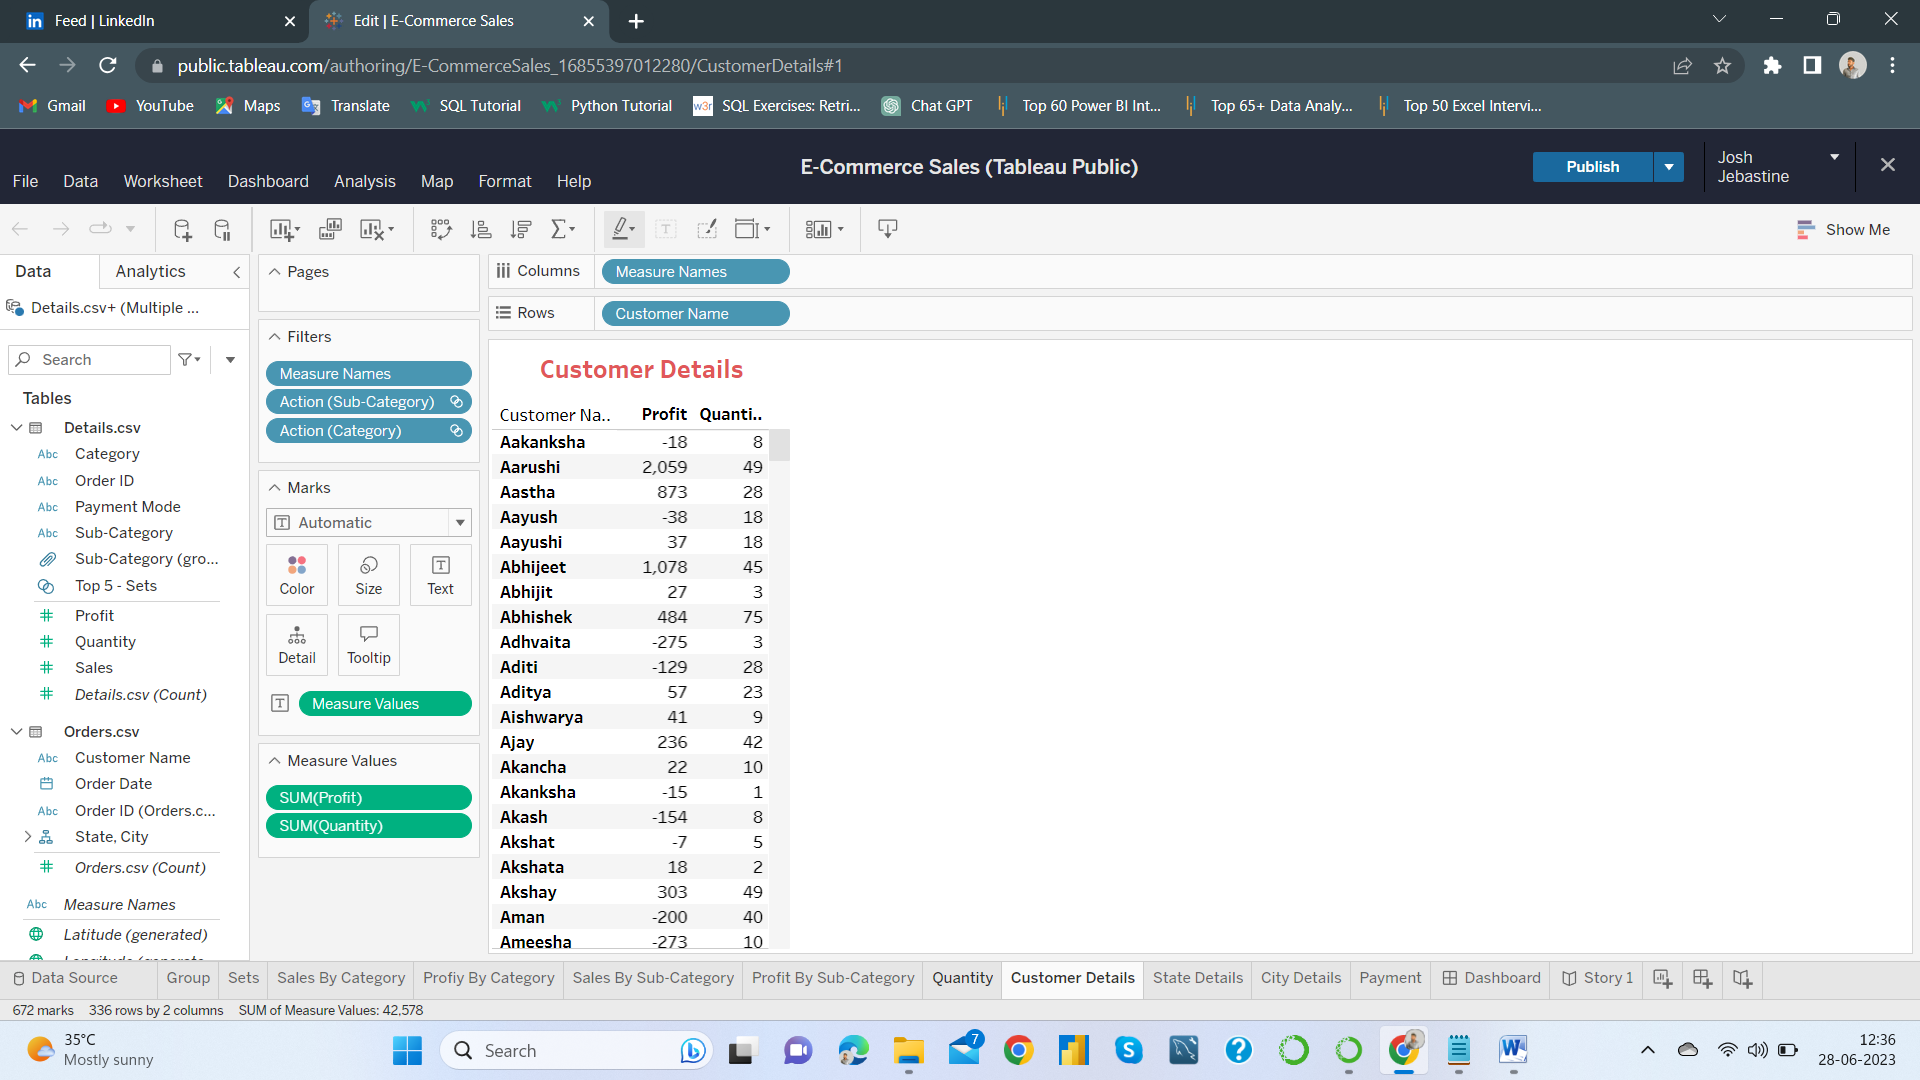 Feed | LinkedIn
Edit | E-Commerce Sales
public.tableau.com/authoring/E-CommerceSales_16855397012280/CustomerDetails#1
Gmail YouTube Maps Translate SQL Tutorial Python Tutorial SQL Exercises: Retri... Chat GPT Top 60 Power BI Int... Top 65+ Data Analy... Top 50 Excel Intervi...
E-Commerce Sales (Tableau Public)
Publish
Josh
Jebastine
File Data Worksheet Dashboard Analysis Map Format Help
Show Me
Data Analytics
Details.csv+ (Multiple ...
Search
Tables
Details.csv
Abc Category
Abc Order ID
Abc Payment Mode
Abc Sub-Category
Sub-Category (gro...
Top 5 - Sets
Profit
Quantity
Sales
Details.csv (Count)
Orders.csv
Abc Customer Name
Order Date
Abc Order ID (Orders.c...
State, City
Orders.csv (Count)
Abc Measure Names
Latitude (generated)
Pages
Filters
Measure Names
Action (Sub-Category)
Action (Category)
Marks
Automatic
Color Size Text
Detail Tooltip
Measure Values
Measure Values
SUM(Profit)
SUM(Quantity)
Columns Measure Names
Rows Customer Name
Customer Details
Customer Na.. Profit Quanti..
Aakanksha -18 8
Aarushi 2,059 49
Aastha 873 28
Aayush -38 18
Aayushi 37 18
Abhijeet 1,078 45
Abhijit 27 3
Abhishek 484 75
Adhvaita -275 3
Aditi -129 28
Aditya 57 23
Aishwarya 41 9
Ajay 236 42
Akancha 22 10
Akanksha -15 1
Akash -154 8
Akshat -7 5
Akshata 18 2
Akshay 303 49
Aman -200 40
Ameesha -273 10
Data Source Group Sets Sales By Category Profiy By Category Sales By Sub-Category Profit By Sub-Category Quantity Customer Details State Details City Details Payment Dashboard Story 1
672 marks 336 rows by 2 columns SUM of Measure Values: 42,578
35°C
Mostly sunny
Search
7
12:36
28-06-2023